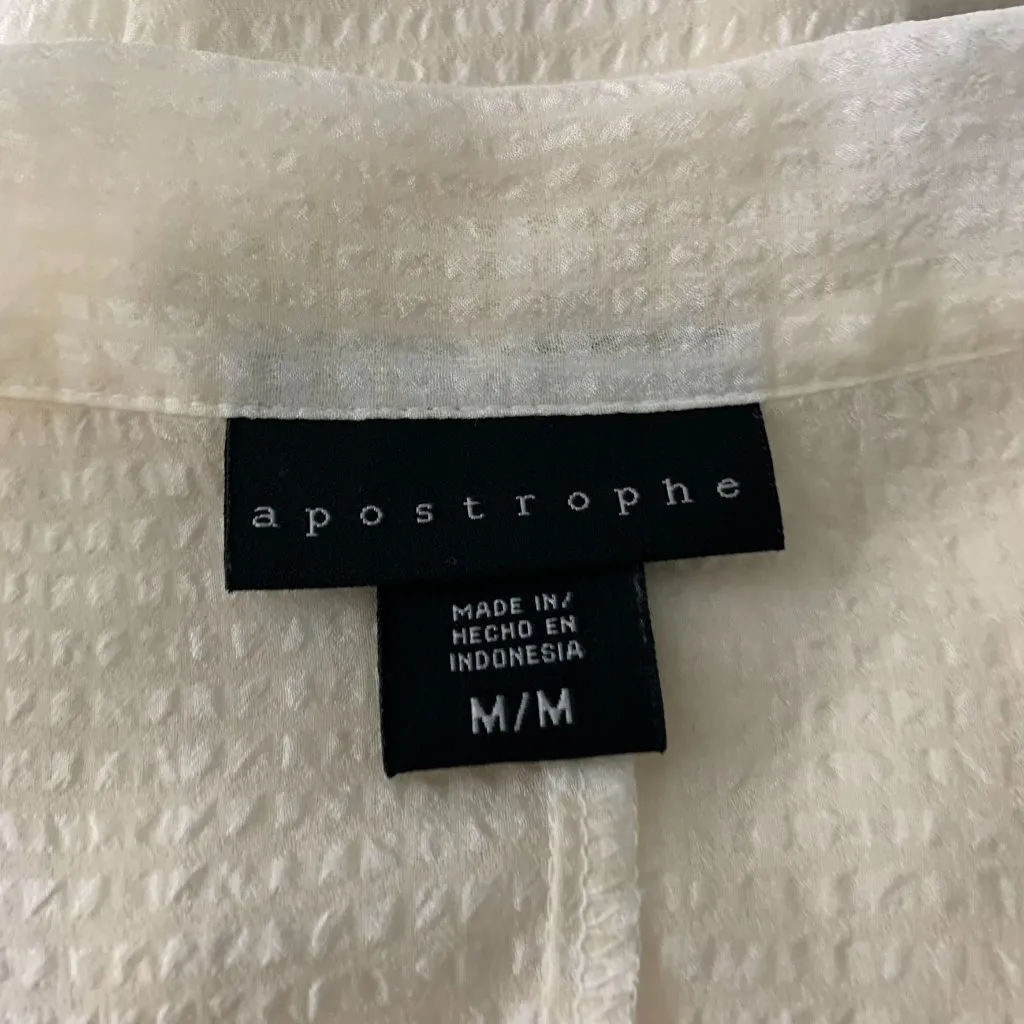 apostrophe
MADE IN/
HECHO EN
INDONESIA
M/M